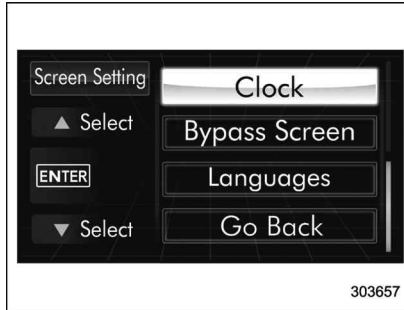 Screen Setting
Clock
▲ Select
Bypass Screen
ENTER
Languages
▼ Select
Go Back
303657